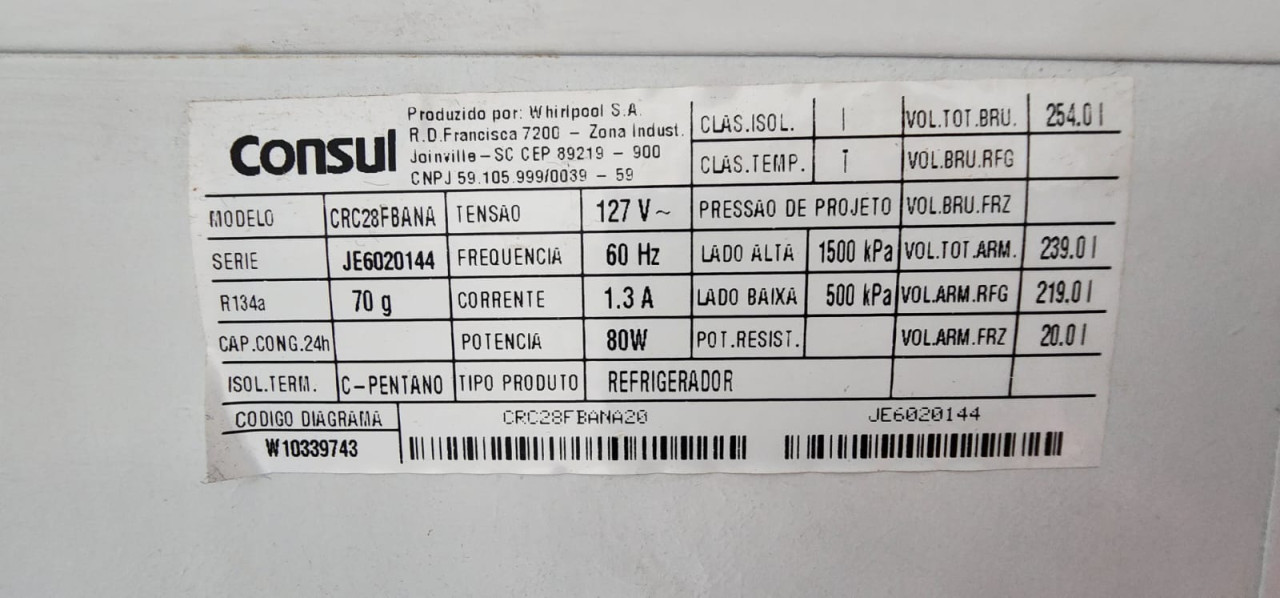 Consul
Produzido por: Whirlpool S.A.
R.D.Francisca 7200 - Zona Indust.
Joinville-SC CEP 89219 - 900
CNPJ 59.105.999/0039 - 59
CLAS.ISOL. I VOL.TOT.BRU. 254.0 l
CLAS.TEMP. T VOL.BRU.RFG
MODELO CRC28FBANA TENSÃO 127 V~ PRESSÃO DE PROJETO VOL.BRU.FRZ
SERIE JE6020144 FREQUENCIA 60 Hz LADO ALTA 1500 kPa VOL.TOT.ARM. 239.0 l
R134a 70 g CORRENTE 1.3 A LADO BAIXA 500 kPa VOL.ARM.RFG 219.0 l
CAP.CONG.24h POTENCIA 80W POT.RESIST. VOL.ARM.FRZ 20.0 l
ISOL.TERM. C-PENTANO TIPO PRODUTO REFRIGERADOR
CODIGO DIAGRAMA CRC28FBANA20 JE6020144
W10339743